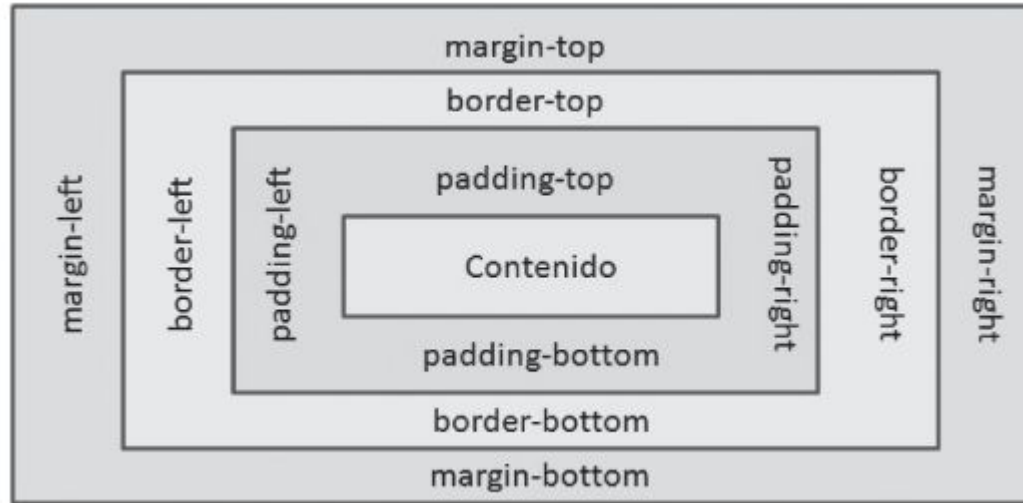 margin-top
border-top
padding-top
margin-left
border-left
padding-left
Contenido
padding-right
border-right
margin-right
padding-bottom
border-bottom
margin-bottom